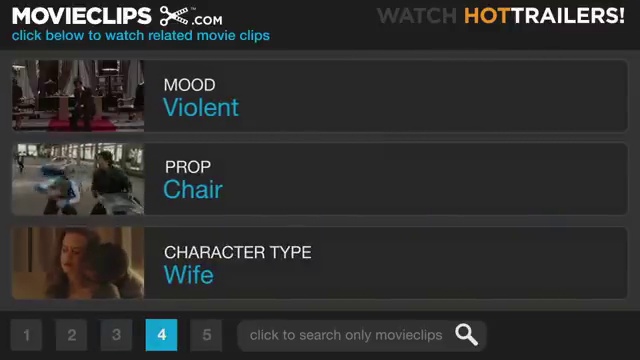 MOVIECLIPS .COM
WATCH HOTTRAILERS!
click below to watch related movie clips
MOOD
Violent
PROP
Chair
CHARACTER TYPE
Wife
1 2 3 4 5 click to search only movieclips